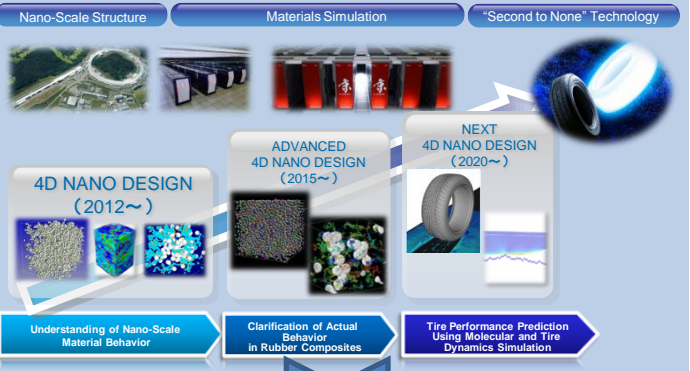 Nano-Scale Structure
Materials Simulation
“Second to None” Technology
京
京
4D NANO DESIGN
（2012～）
ADVANCED
4D NANO DESIGN
（2015～）
NEXT
4D NANO DESIGN
（2020～）
Understanding of Nano-Scale
Material Behavior
Clarification of Actual
Behavior
in Rubber Composites
Tire Performance Prediction
Using Molecular and Tire
Dynamics Simulation